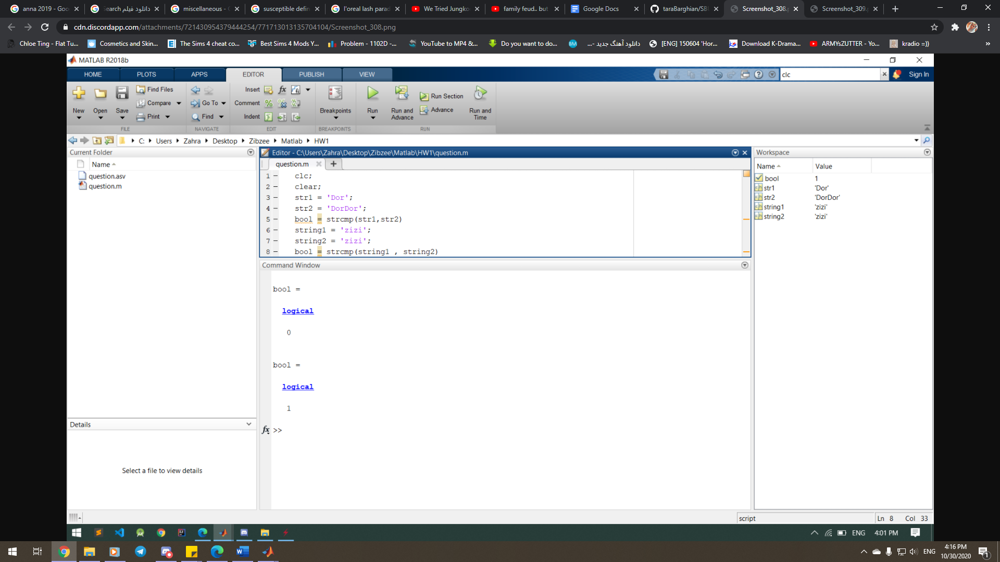 anna 2019 - Goo
دانلود فیلم Search
miscellaneous - G
susceptible defin
l'oreal lash parad
We Tried Jungko
family feud.. but
Google Docs
taraBarghian/SBU
Screenshot_308.p
Screenshot_309.p
cdn.discordapp.com/attachments/721430954379444254/771713013135704104/Screenshot_308.png
Chloe Ting - Flat Tu...
Cosmetics and Skin...
The Sims 4 cheat co...
Best Sims 4 Mods Y...
Problem - 1102D -...
YouTube to MP4 &...
Do you want to do...
دانلود آهنگ جدید -...
[ENG] 150604 'Hor...
Download K-Drama...
ARMYsZUTTER - Yo...
kradio =))
»
MATLAB R2018b
HOME PLOTS APPS EDITOR PUBLISH VIEW
clc
Sign In
New
Open
Save
Find Files
Compare
Print
FILE
Go To
Find
NAVIGATE
Insert
Comment
Indent
EDIT
Breakpoints
BREAKPOINTS
Run
Run and Advance
Run Section
Advance
Run and Time
RUN
C: Users Zahra Desktop Zibzee Matlab HW1
Current Folder
Name
question.asv
question.m
Details
Select a file to view details
Editor - C:\Users\Zahra\Desktop\Zibzee\Matlab\HW1\question.m
question.m
1 – clc;
2 – clear;
3 – str1 = 'Dor';
4 – str2 = 'DorDor';
5 – bool = strcmp(str1,str2)
6 – string1 = 'zizi';
7 – string2 = 'zizi';
8 – bool = strcmp(string1 , string2)
Command Window
bool =
logical
0
bool =
logical
1
fx >>
Workspace
Name Value
bool 1
str1 'Dor'
str2 'DorDor'
string1 'zizi'
string2 'zizi'
script
Ln 8 Col 33
ENG 4:01 PM
ENG
4:16 PM
10/30/2020
1